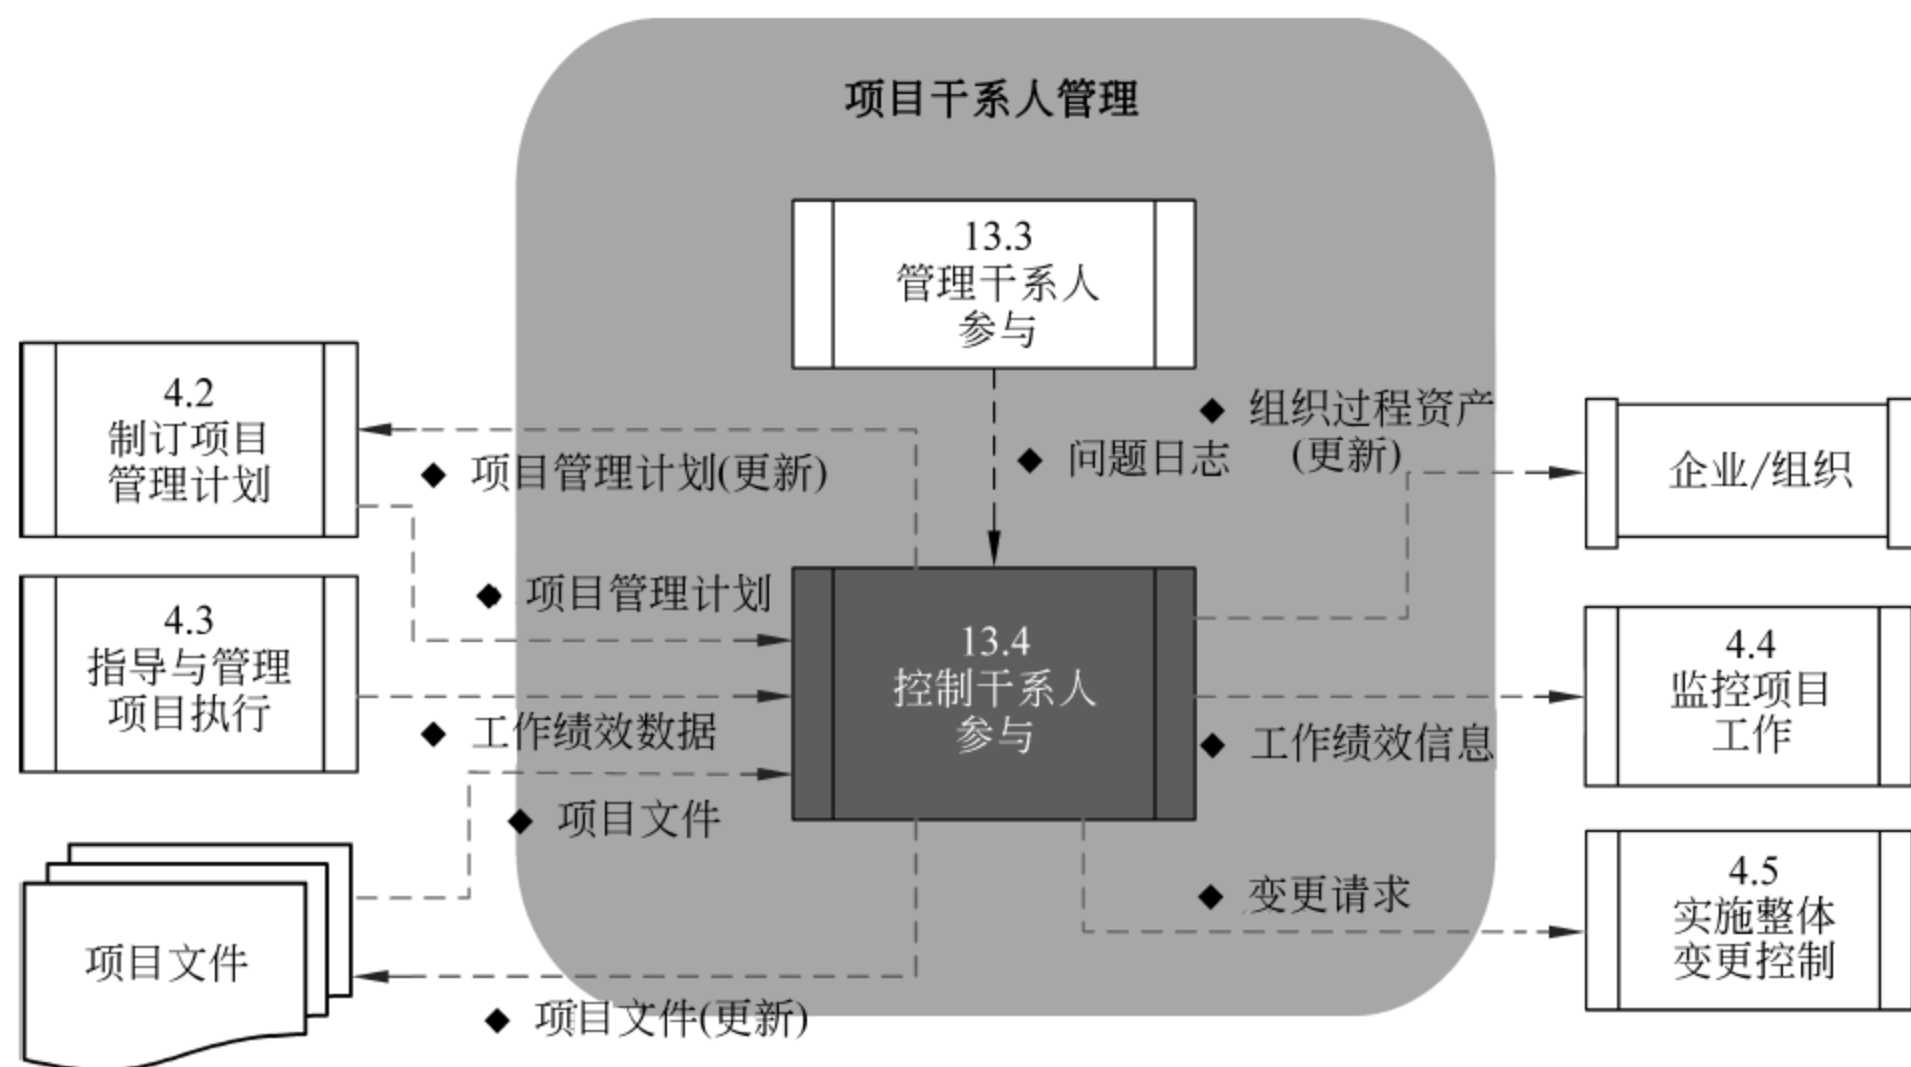 项目干系人管理
13.3
管理干系人
参与
4.2
制订项目
管理计划
◆ 项目管理计划(更新)
◆ 问题日志
◆ 组织过程资产
(更新)
企业/组织
◆ 项目管理计划
4.3
指导与管理
项目执行
◆ 工作绩效数据
13.4
控制干系人
参与
◆ 工作绩效信息
4.4
监控项目
工作
◆ 项目文件
项目文件
◆ 项目文件(更新)
◆ 变更请求
4.5
实施整体
变更控制